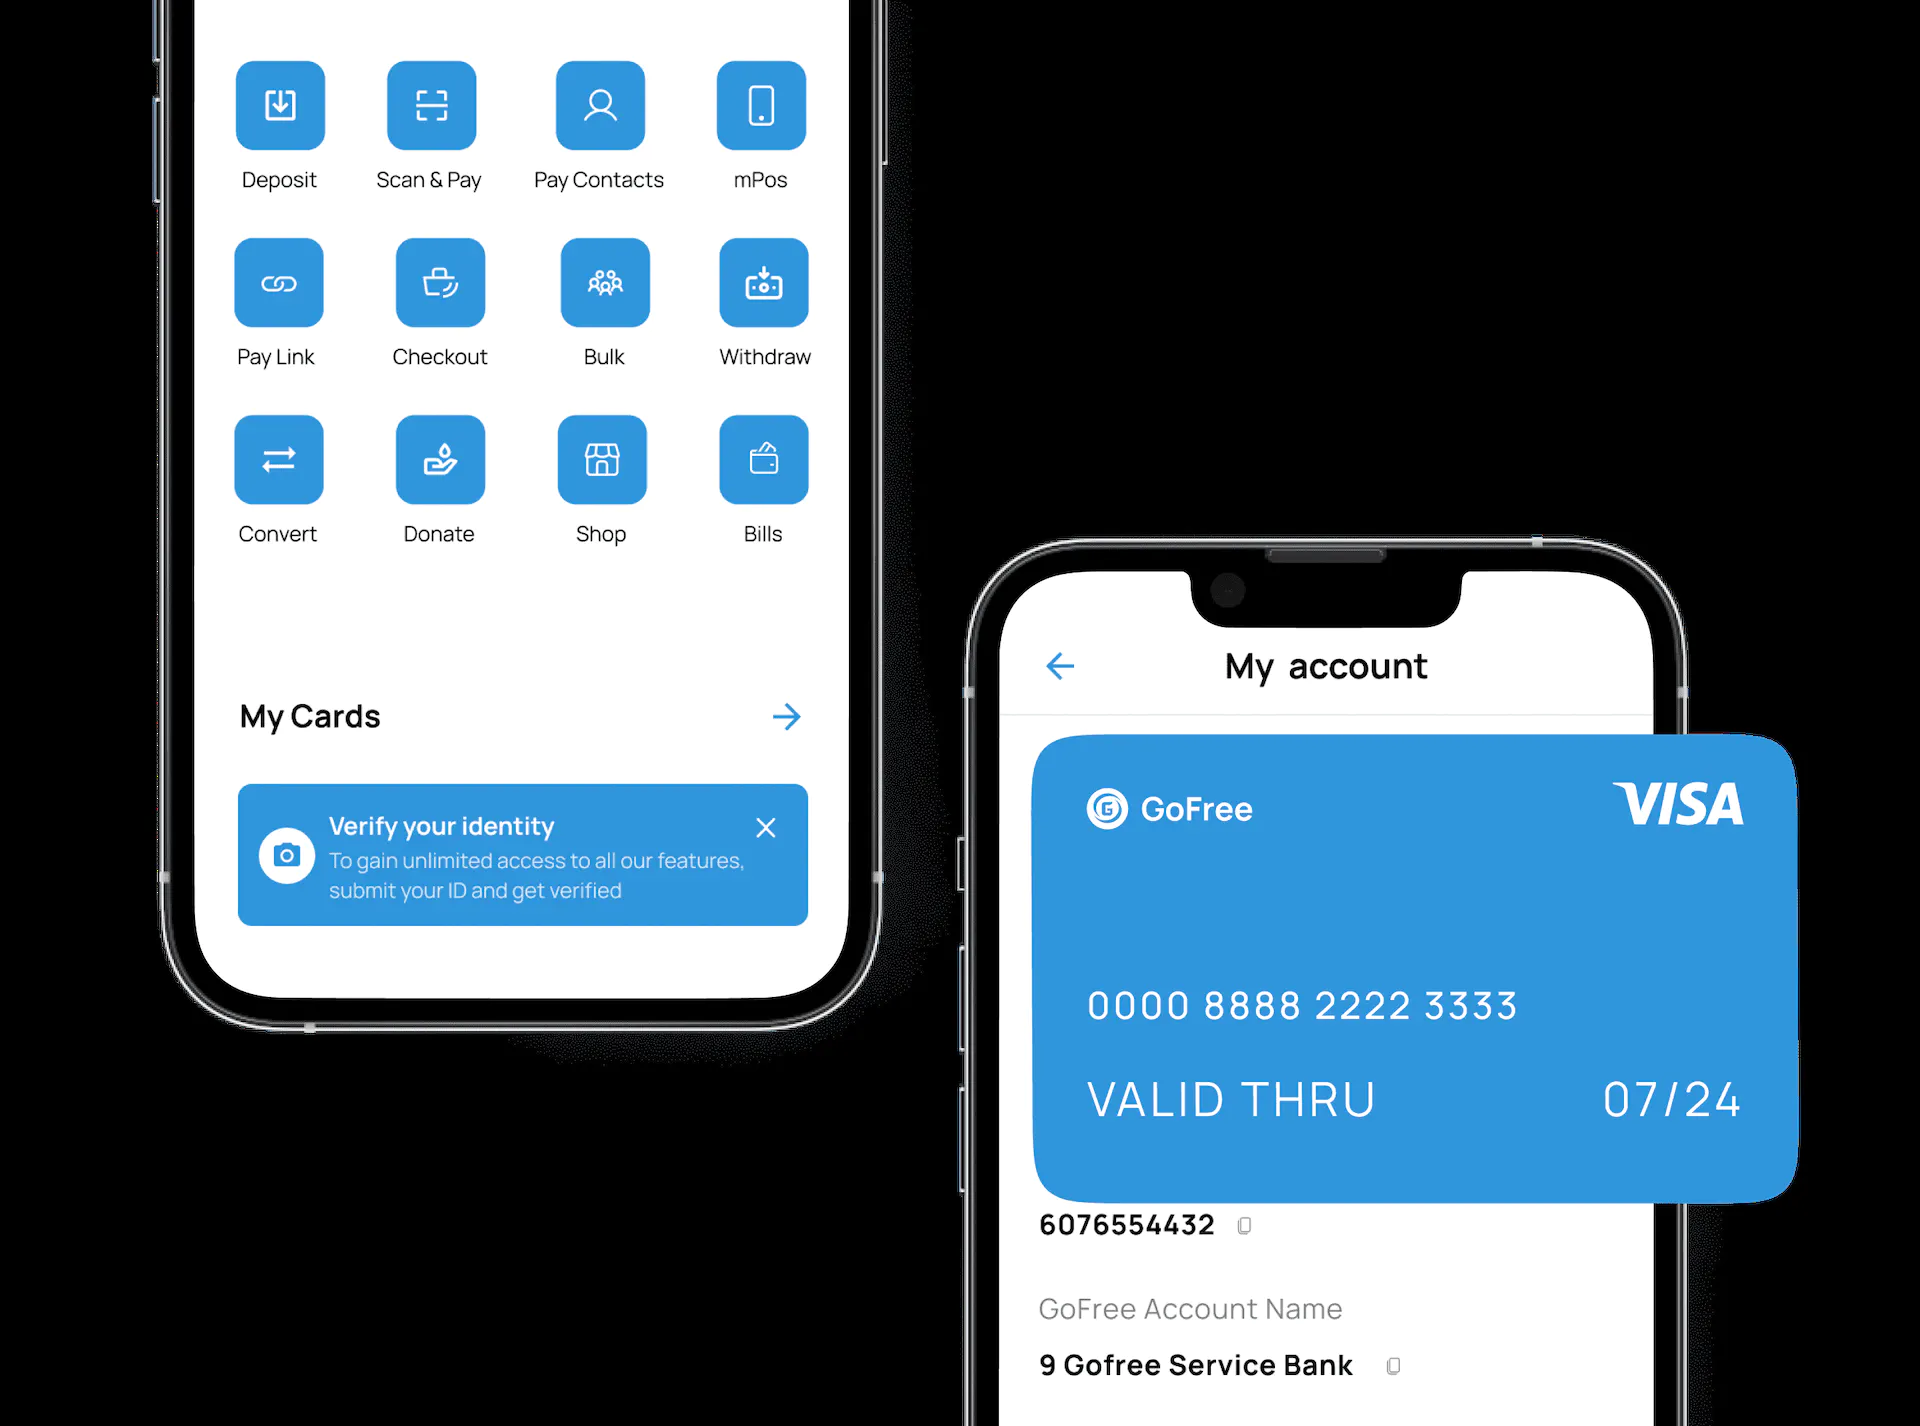 Deposit Scan & Pay Pay Contacts mPos
Pay Link Checkout Bulk Withdraw
Convert Donate Shop Bills
My Cards
Verify your identity
To gain unlimited access to all our features,
submit your ID and get verified
My account
G GoFree VISA
0000 8888 2222 3333
VALID THRU 07/24
6076554432
GoFree Account Name
9 Gofree Service Bank